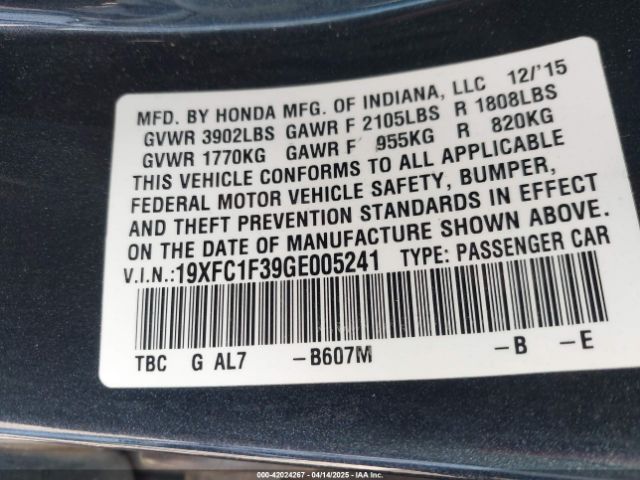 MFD. BY HONDA MFG. OF INDIANA, LLC 12/'15
GVWR 3902LBS GAWR F 2105LBS R 1808LBS
GVWR 1770KG GAWR F 955KG R 820KG
THIS VEHICLE CONFORMS TO ALL APPLICABLE
FEDERAL MOTOR VEHICLE SAFETY, BUMPER,
AND THEFT PREVENTION STANDARDS IN EFFECT
ON THE DATE OF MANUFACTURE SHOWN ABOVE.
V.I.N.:19XFC1F39GE005241 TYPE: PASSENGER CAR
TBC G AL7 -B607M -B -E
000-42024267 - 04/14/2025 - IAA Inc.